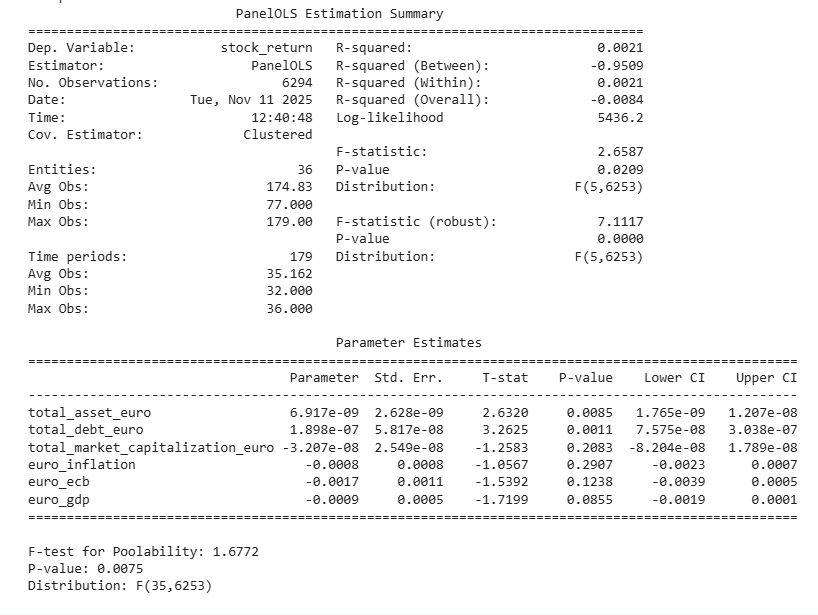 PanelOLS Estimation Summary
================================================================================
Dep. Variable: stock_return R-squared: 0.0021
Estimator: PanelOLS R-squared (Between): -0.9509
No. Observations: 6294 R-squared (Within): 0.0021
Date: Tue, Nov 11 2025 R-squared (Overall): -0.0084
Time: 12:40:48 Log-likelihood 5436.2
Cov. Estimator: Clustered
F-statistic: 2.6587
Entities: 36 P-value 0.0209
Avg Obs: 174.83 Distribution: F(5,6253)
Min Obs: 77.000
Max Obs: 179.00 F-statistic (robust): 7.1117
P-value 0.0000
Time periods: 179 Distribution: F(5,6253)
Avg Obs: 35.162
Min Obs: 32.000
Max Obs: 36.000
Parameter Estimates
====================================================================================================
Parameter Std. Err. T-stat P-value Lower CI Upper CI
----------------------------------------------------------------------------------------------------
total_asset_euro 6.917e-09 2.628e-09 2.6320 0.0085 1.765e-09 1.207e-08
total_debt_euro 1.898e-07 5.817e-08 3.2625 0.0011 7.575e-08 3.038e-07
total_market_capitalization_euro -3.207e-08 2.549e-08 -1.2583 0.2083 -8.204e-08 1.789e-08
euro_inflation -0.0008 0.0008 -1.0567 0.2907 -0.0023 0.0007
euro_ecb -0.0017 0.0011 -1.5392 0.1238 -0.0039 0.0005
euro_gdp -0.0009 0.0005 -1.7199 0.0855 -0.0019 0.0001
====================================================================================================
F-test for Poolability: 1.6772
P-value: 0.0075
Distribution: F(35,6253)